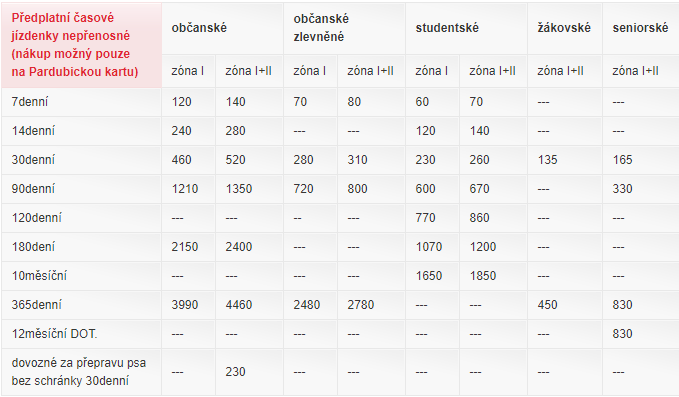 Předplatní časové jízdenky nepřenosné (nákup možný pouze na Pardubickou kartu) občanské občanské zlevněné studentské žákovské seniorské
zóna I zóna I+II zóna I zóna I+II zóna I zóna I+II zóna I+II zóna I+II
7denní 120 140 70 80 60 70 --- ---
14denní 240 280 --- --- 120 140 --- ---
30denní 460 520 280 310 230 260 135 165
90denní 1210 1350 720 800 600 670 --- 330
120denní --- --- -- --- 770 860 --- ---
180dení 2150 2400 --- --- 1070 1200 --- ---
10měsíční --- --- --- --- 1650 1850 --- ---
365denní 3990 4460 2480 2780 --- --- 450 830
12měsíční DOT. --- --- --- --- --- --- --- 830
dovozné za přepravu psa bez schránky 30denní --- 230 --- --- --- --- --- ---